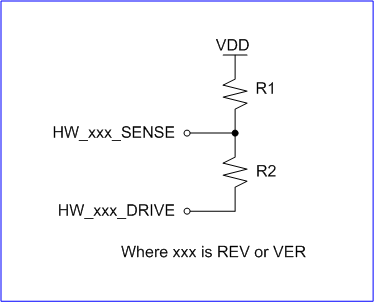 VDD
R1
HW_xxx_SENSE
R2
HW_xxx_DRIVE
Where xxx is REV or VER